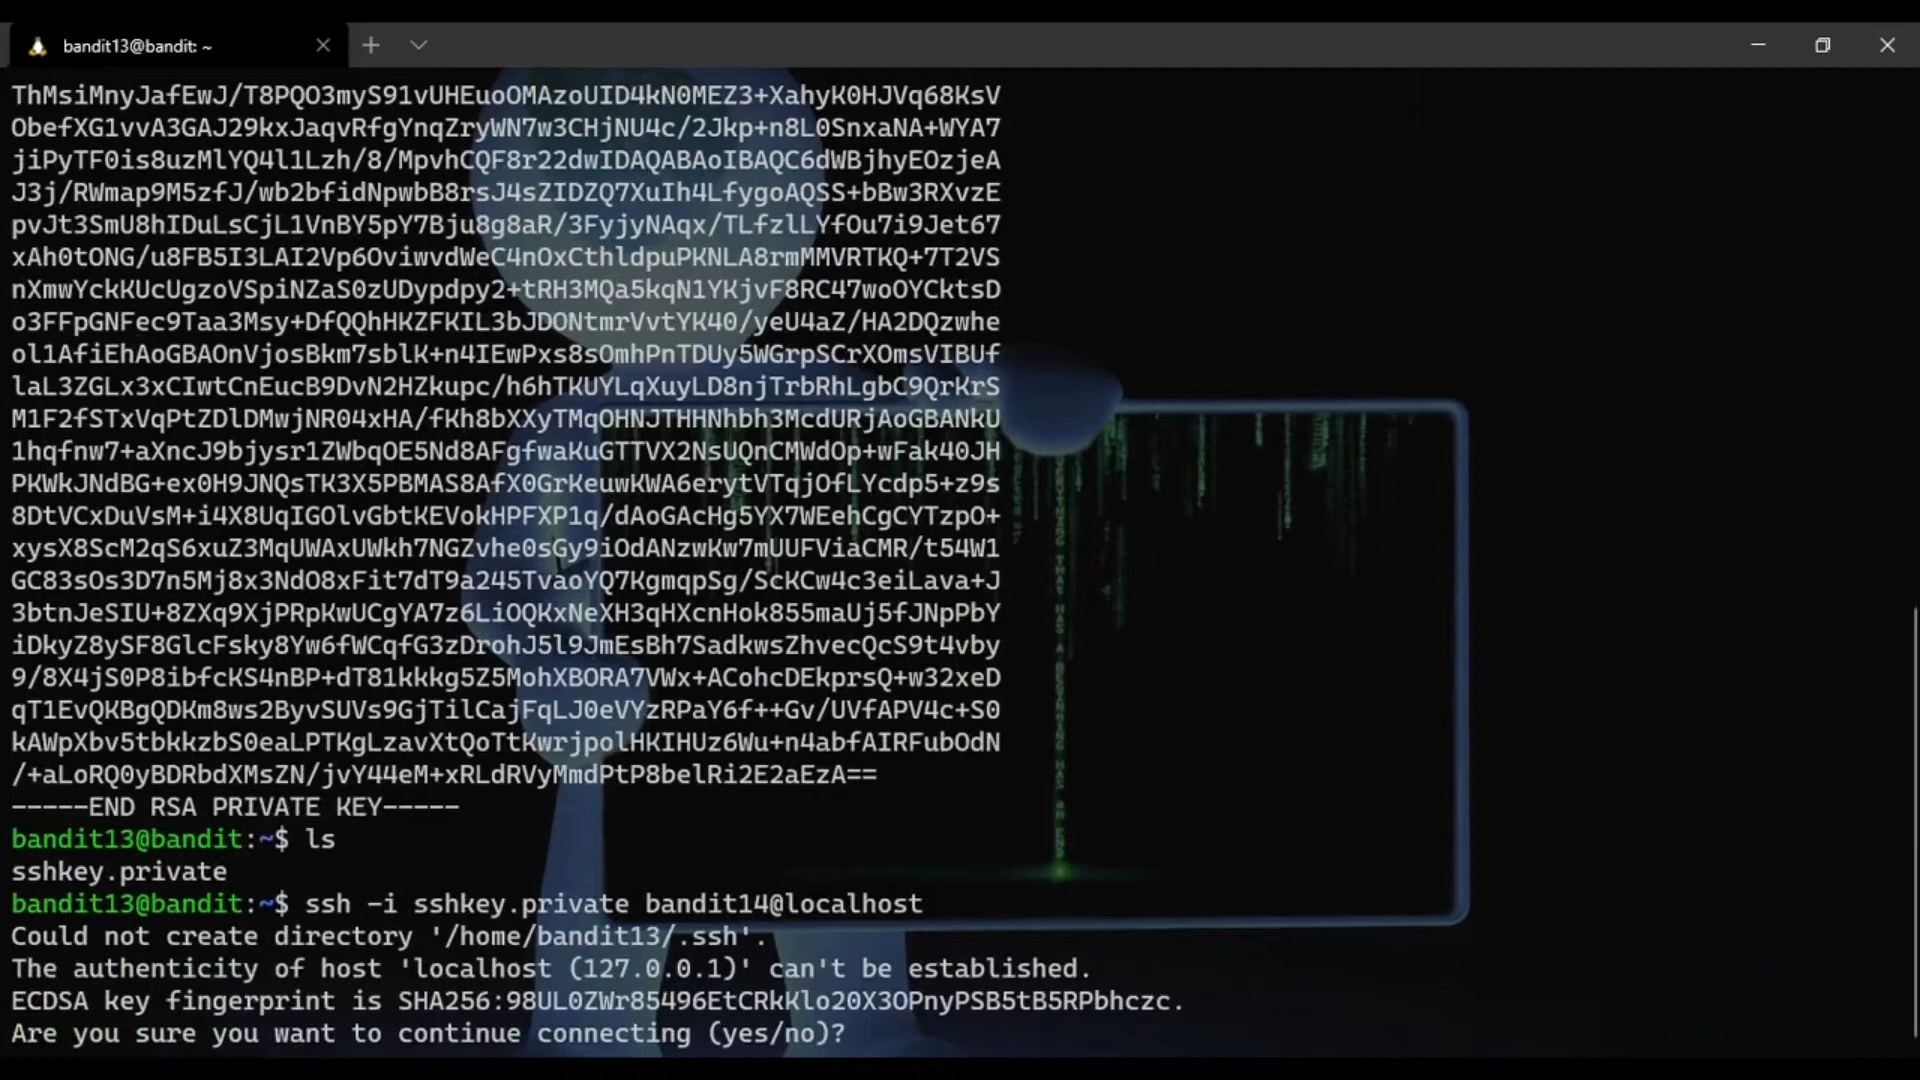 bandit13@bandit: ~
ThMsiMnyJafEwJ/T8PQO3myS91vUHEuoOMAzoUID4kN0MEZ3+XahyK0HJVq68KsV
ObefXG1vvA3GAJ29kxJaqvRfgYnqZryWN7w3CHjNU4c/2Jkp+n8L0SnxaNA+WYA7
jiPyTF0is8uzMlYQ4l1Lzh/8/MpvhCQF8r22dwIDAQABAoIBAQC6dWBjhyEOzjeA
J3j/RWmap9M5zfJ/wb2bfidNpwbB8rsJ4sZIDZQ7XuIh4LfygoAQSS+bBw3RXvzE
pvJt3SmU8hIDuLsCjL1VnBY5pY7Bju8g8aR/3FyjyNAqx/TLfzlLYfOu7i9Jet67
xAh0tONG/u8FB5I3LAI2Vp6OviwvdWeC4nOxCthldpuPKNLA8rmMMVRTKQ+7T2VS
nXmwYckKUcUgzoVSpiNZaS0zUDypdpy2+tRH3MQa5kqN1YKjvF8RC47woOYCktsD
o3FFpGNFec9Taa3Msy+DfQQhHKZFKIL3bJDONtmrVvtYK40/yeU4aZ/HA2DQzwhe
ol1AfiEhAoGBAOnVjosBkm7sblK+n4IEwPxs8sOmhPnTDUy5WGrpSCrXOmsVIBUf
laL3ZGLx3xCIwtCnEucB9DvN2HZkupc/h6hTKUYLqXuyLD8njTrbRhLgbC9QrKrS
M1F2fSTxVqPtZDlDMwjNR04xHA/fKh8bXXyTMqOHNJTHHNhbh3McdURjAoGBANkU
1hqfnw7+aXncJ9bjysr1ZWbqOE5Nd8AFgfwaKuGTTVX2NsUQnCMWdOp+wFak40JH
PKWkJNdBG+ex0H9JNQsTK3X5PBMAS8AfX0GrKeuwKWA6erytVTqjOfLYcdp5+z9s
8DtVCxDuVsM+i4X8UqIGOlvGbtKEVokHPFXP1q/dAoGAcHg5YX7WEehCgCYTzpO+
xysX8ScM2qS6xuZ3MqUWAxUWkh7NGZvhe0sGy9iOdANzwKw7mUUFViaCMR/t54W1
GC83sOs3D7n5Mj8x3NdO8xFit7dT9a245TvaoYQ7KgmqpSg/ScKCw4c3eiLava+J
3btnJeSIU+8ZXq9XjPRpKwUCgYA7z6LiOQKxNeXH3qHXcnHok855maUj5fJNpPbY
iDkyZ8ySF8GlcFsky8Yw6fWCqfG3zDrohJ5l9JmEsBh7SadkwsZhvecQcS9t4vby
9/8X4jS0P8ibfcKS4nBP+dT81kkkg5Z5MohXBORA7VWx+ACohcDEkprsQ+w32xeD
qT1EvQKBgQDKm8ws2ByvSUVs9GjTilCajFqLJ0eVYzRPaY6f++Gv/UVfAPV4c+S0
kAWpXbv5tbkkzbS0eaLPTKgLzavXtQoTtKwrjpolHKIHUz6Wu+n4abfAIRFubOdN
/+aLoRQ0yBDRbdXMsZN/jvY44eM+xRLdRVyMmdPtP8belRi2E2aEzA==
-----END RSA PRIVATE KEY-----
bandit13@bandit:~$ ls
sshkey.private
bandit13@bandit:~$ ssh -i sshkey.private bandit14@localhost
Could not create directory '/home/bandit13/.ssh'.
The authenticity of host 'localhost (127.0.0.1)' can't be established.
ECDSA key fingerprint is SHA256:98UL0ZWr85496EtCRkKlo20X3OPnyPSB5tB5RPbhczc.
Are you sure you want to continue connecting (yes/no)?